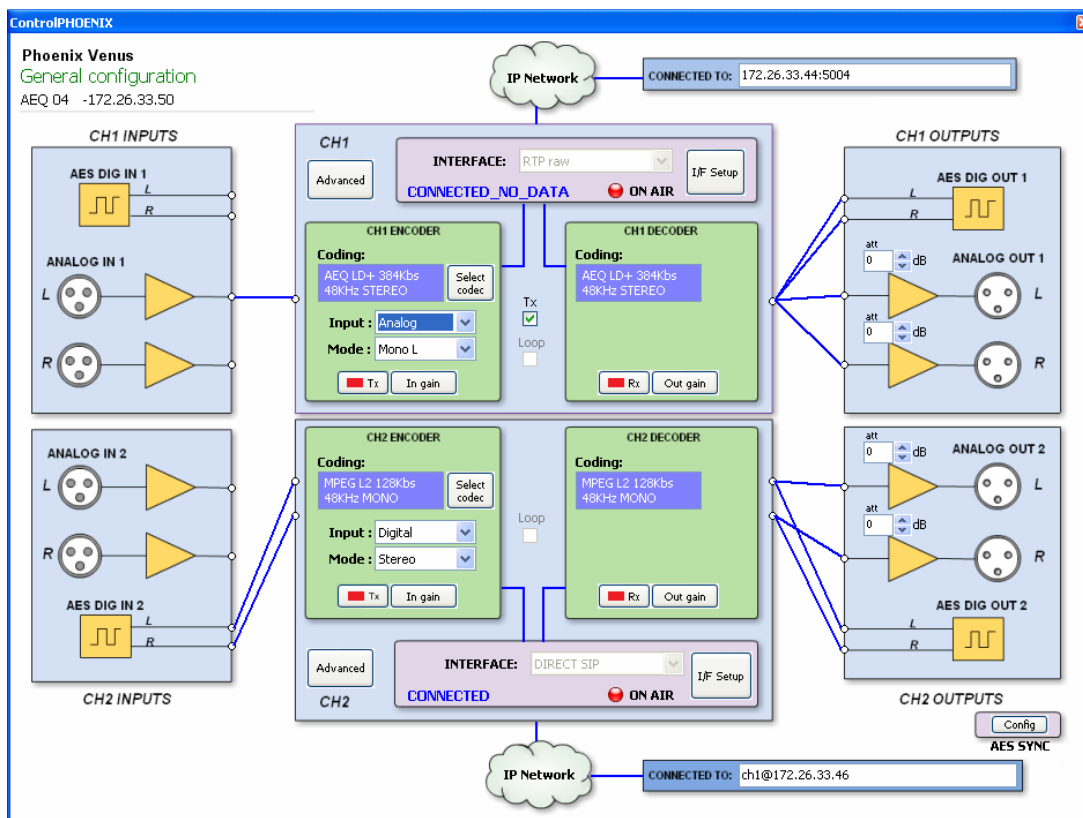 ControlPHOENIX
Phoenix Venus
General configuration
AEQ 04 -172.26.33.50
IP Network
CONNECTED TO: 172.26.33.44:5004
CH1 INPUTS
AES DIG IN 1
L
R
ANALOG IN 1
L
R
CH1
Advanced
INTERFACE: RTP raw
I/F Setup
CONNECTED_NO_DATA
ON AIR
CH1 ENCODER
Coding:
AEQ LD+ 384Kbs
48KHz STEREO
Select
codec
Input : Analog
Mode : Mono L
Tx
In gain
Tx
Loop
CH1 DECODER
Coding:
AEQ LD+ 384Kbs
48KHz STEREO
Rx
Out gain
CH1 OUTPUTS
AES DIG OUT 1
L
R
att
0 dB
ANALOG OUT 1
L
att
0 dB
R
ANALOG IN 2
L
R
AES DIG IN 2
L
R
CH2 INPUTS
CH2 ENCODER
Coding:
MPEG L2 128Kbs
48KHz MONO
Select
codec
Input : Digital
Mode : Stereo
Tx
In gain
Loop
CH2 DECODER
Coding:
MPEG L2 128Kbs
48KHz MONO
Rx
Out gain
Advanced
CH2
INTERFACE: DIRECT SIP
I/F Setup
CONNECTED
ON AIR
att
0 dB
ANALOG OUT 2
L
att
0 dB
R
AES DIG OUT 2
L
R
CH2 OUTPUTS
Config
AES SYNC
IP Network
CONNECTED TO: ch1@172.26.33.46